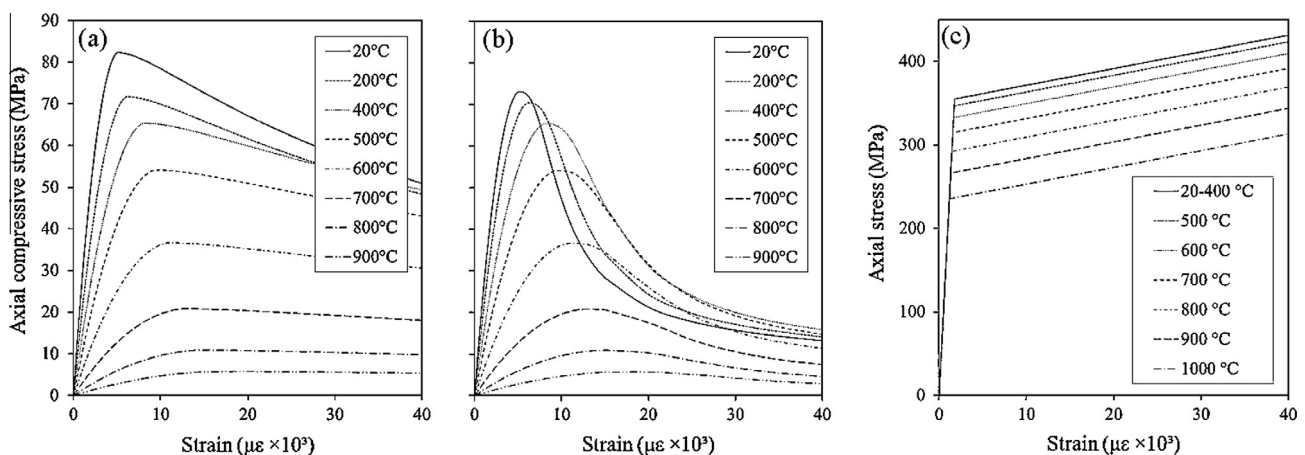 (a)
Axial compressive stress (MPa)
90
80
70
60
50
40
30
20
10
0
0 10 20 30 40
Strain (με ×10³)
20°C
200°C
400°C
500°C
600°C
700°C
800°C
900°C
(b)
0 10 20 30 40
Strain (με ×10³)
20°C
200°C
400°C
500°C
600°C
700°C
800°C
900°C
(c)
Axial stress (MPa)
400
300
200
100
0
0 10 20 30 40
Strain (με ×10³)
20-400 °C
500 °C
600 °C
700 °C
800 °C
900 °C
1000 °C